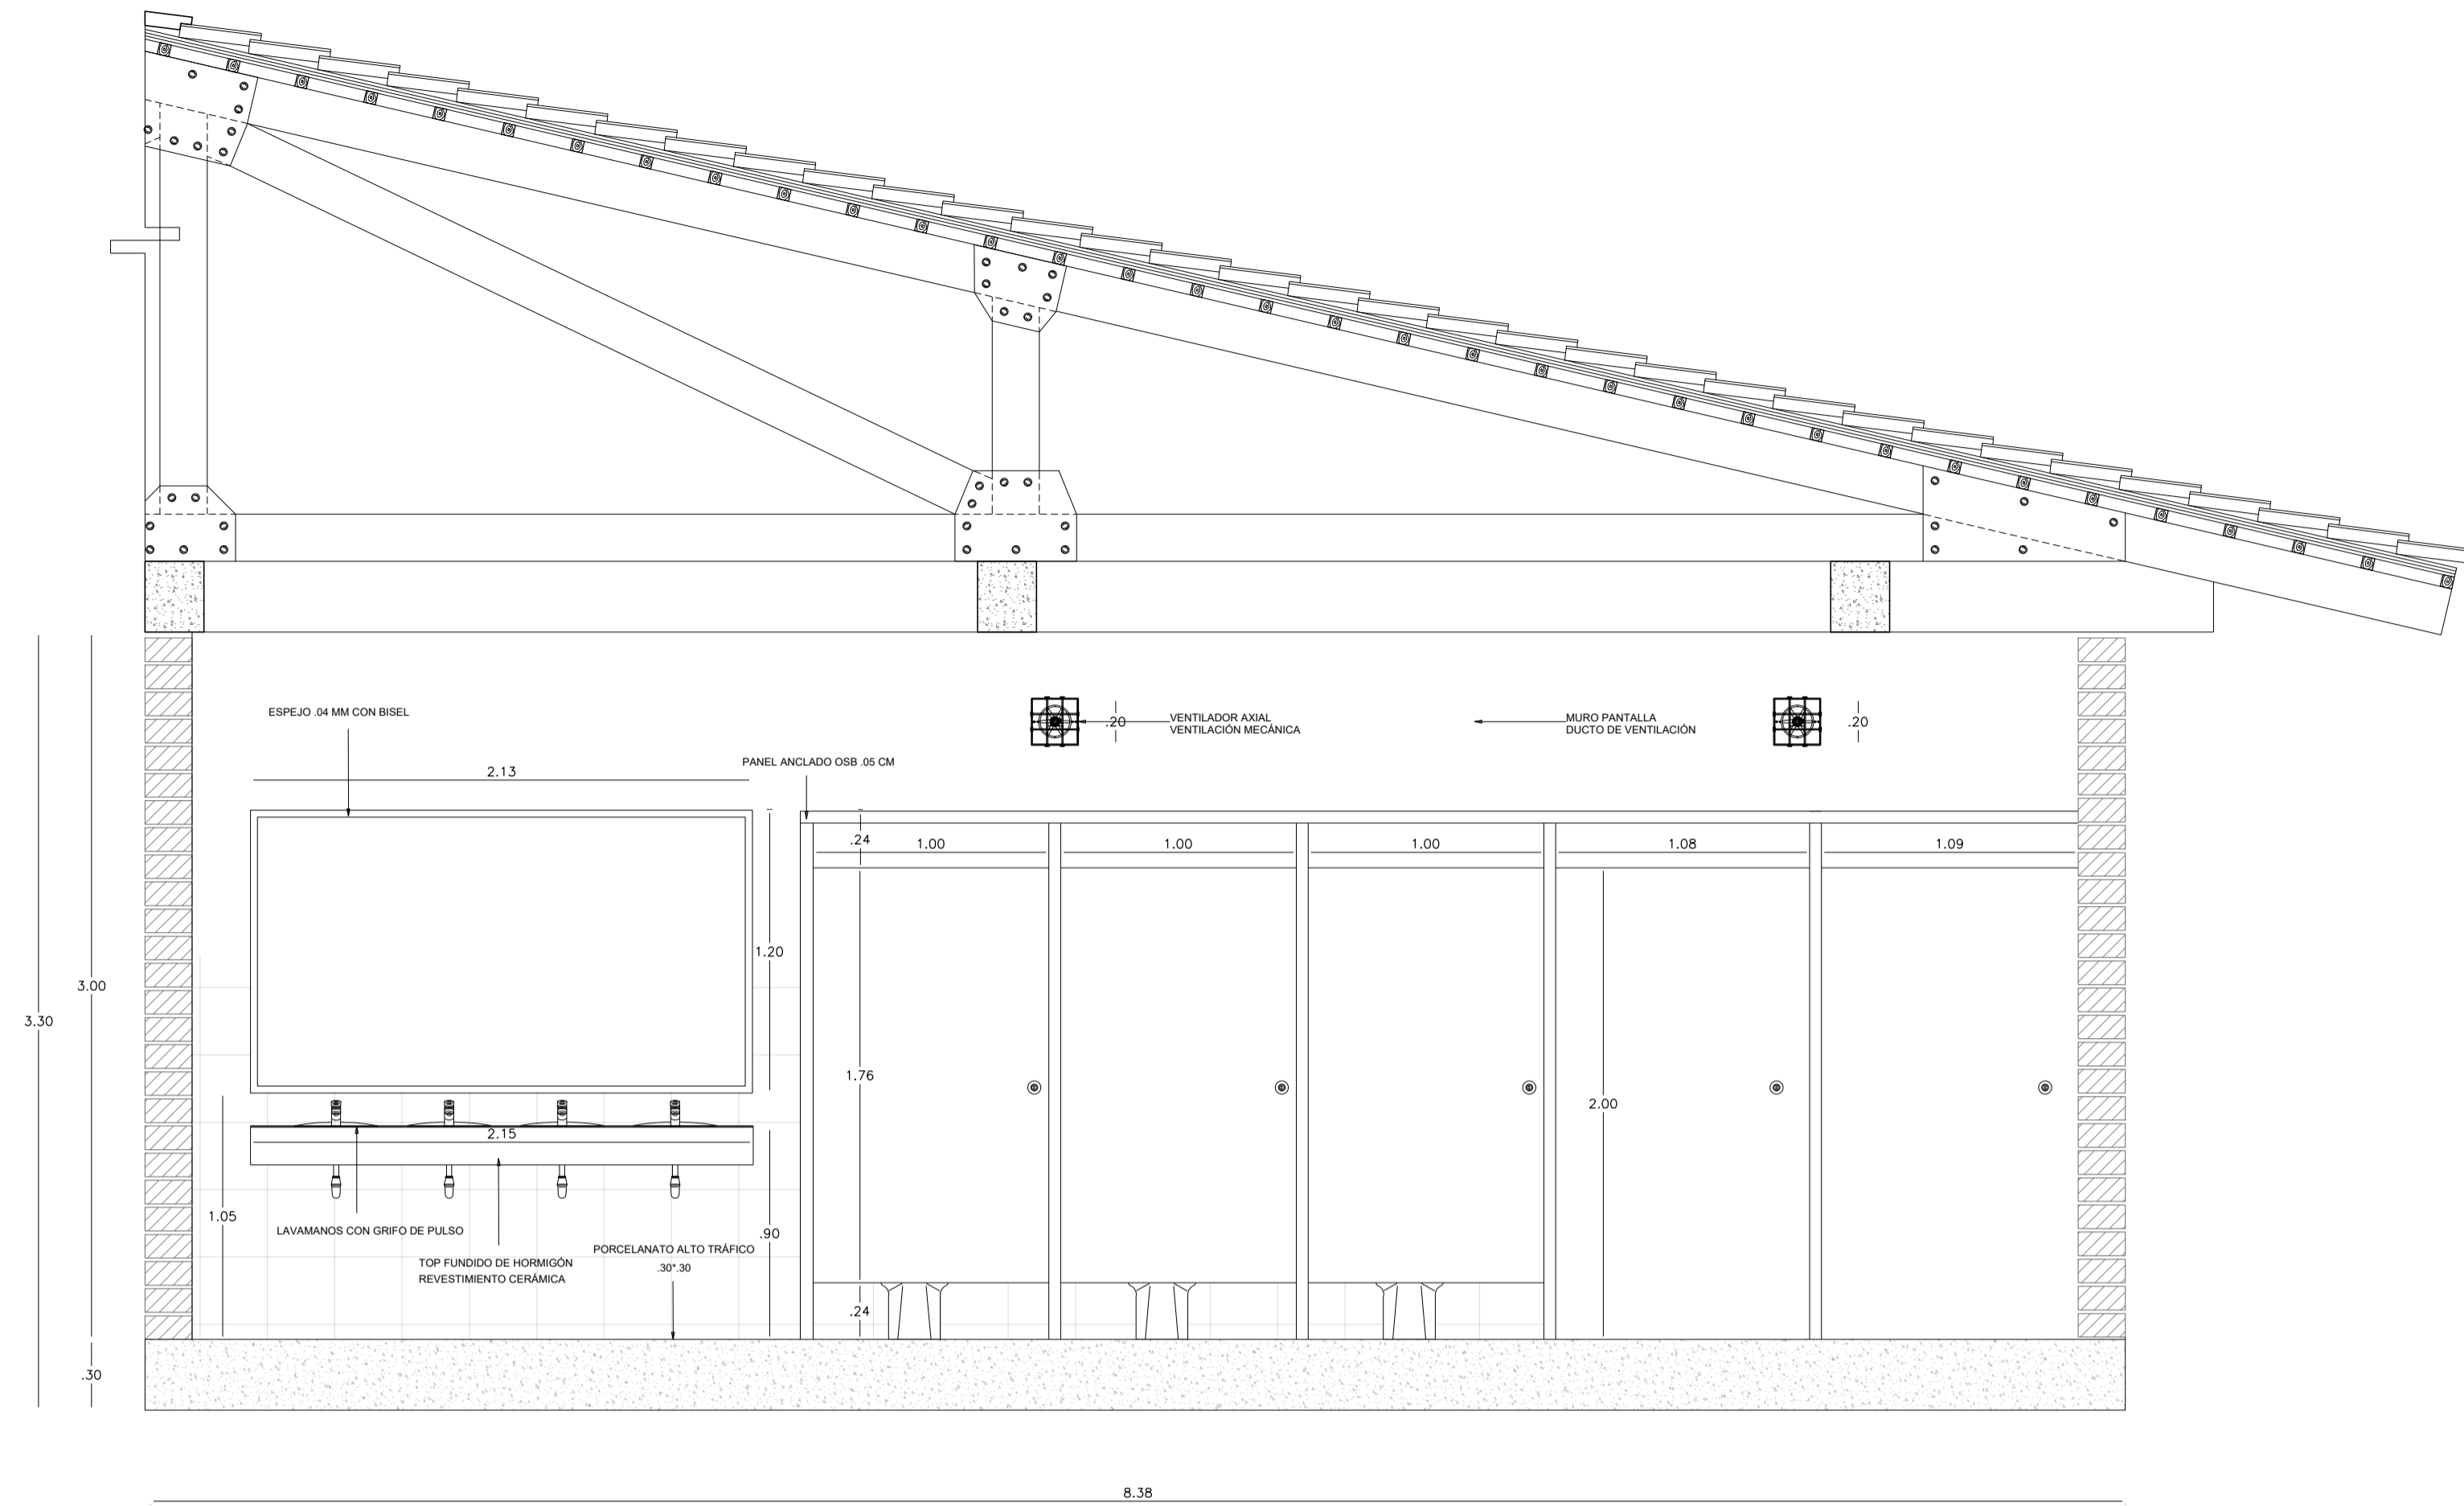 ESPEJO .04 MM CON BISEL
.20
VENTILADOR AXIAL
VENTILACIÓN MECÁNICA
MURO PANTALLA
DUCTO DE VENTILACIÓN
.20
PANEL ANCLADO OSB .05 CM
2.13
.24
1.00
1.00
1.00
1.08
1.09
1.20
3.00
3.30
1.76
2.00
2.15
1.05
LAVAMANOS CON GRIFO DE PULSO
.90
PORCELANATO ALTO TRÁFICO
.30*.30
TOP FUNDIDO DE HORMIGÓN
REVESTIMIENTO CERÁMICA
.24
.30
8.38